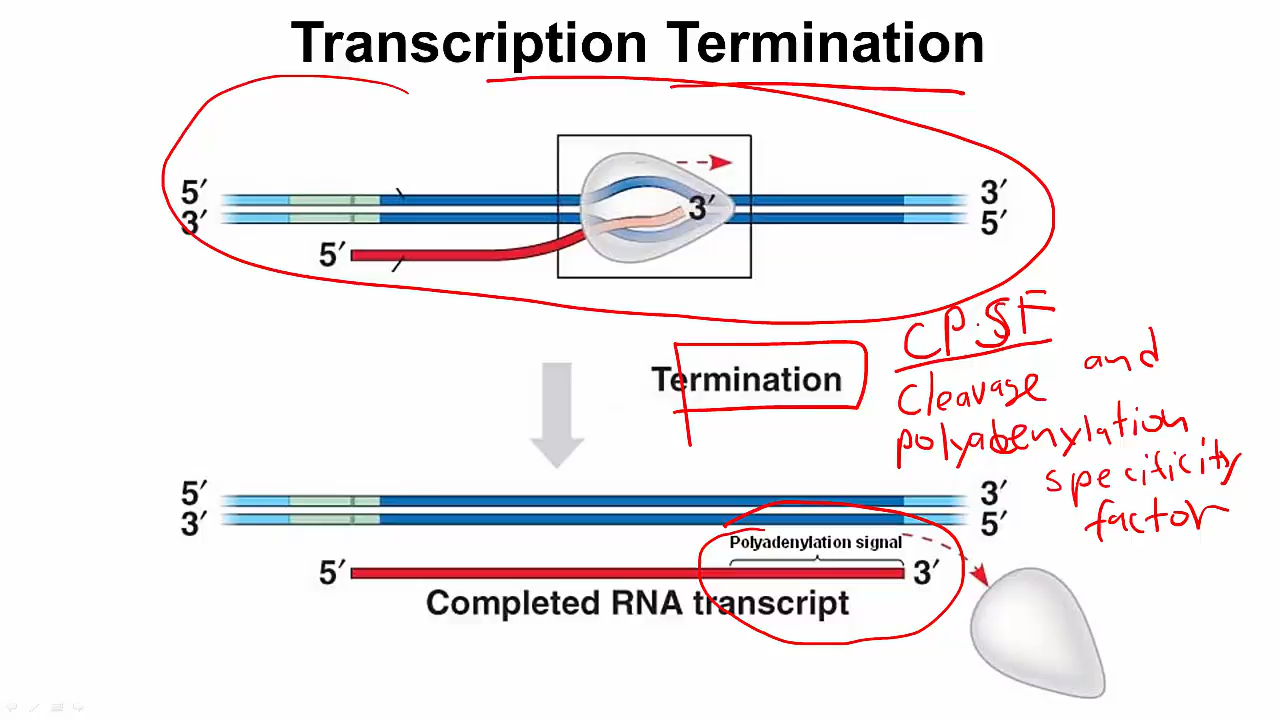 Transcription Termination
5′ 3′
3′ 3′ 5′
5′
CPSF
Termination
Cleavage and
polyadenylation
specificity
factor
5′ 3′
3′ 5′
Polyadenylation signal
5′ 3′
Completed RNA transcript